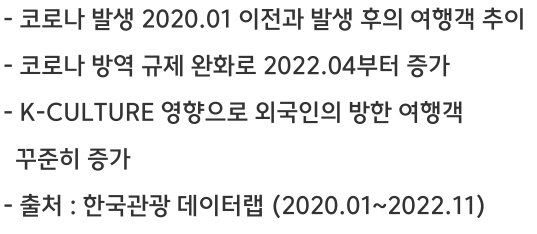 - 코로나 발생 2020.01 이전과 발생 후의 여행객 추이
- 코로나 방역 규제 완화로 2022.04부터 증가
- K-CULTURE 영향으로 외국인의 방한 여행객
꾸준히 증가
- 출처 : 한국관광 데이터랩 (2020.01~2022.11)